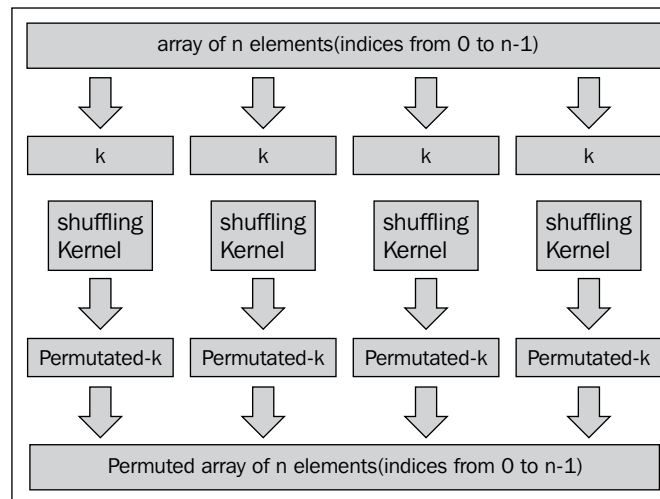 array of n elements(indices from 0 to n-1)
k k k k
shuffling shuffling shuffling shuffling
Kernel Kernel Kernel Kernel
Permutated-k Permutated-k Permutated-k Permutated-k
Permuted array of n elements(indices from 0 to n-1)